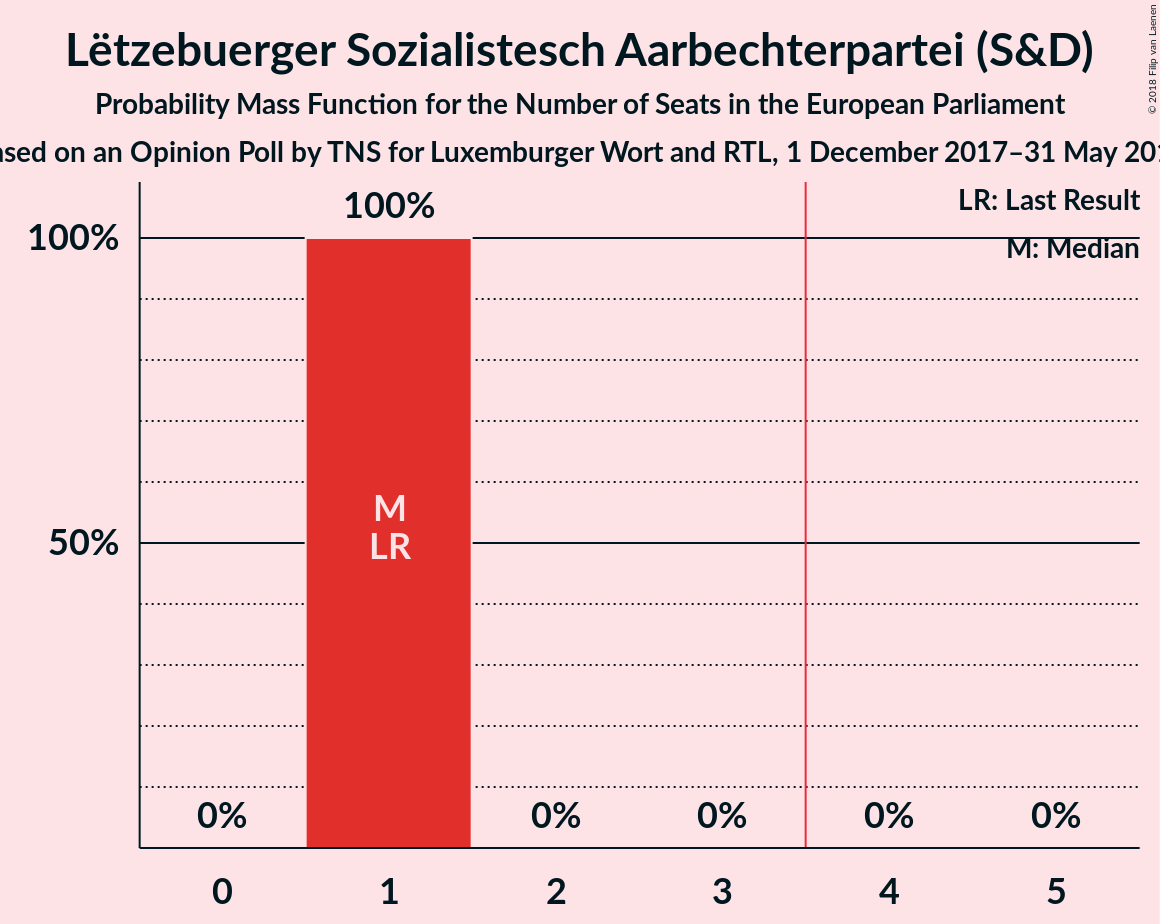 Lëtzebuerger Sozialistesch Aarbechterpartei (S&D)
Probability Mass Function for the Number of Seats in the European Parliament
on an Opinion Poll by TNS for Luxemburger Wort and RTL, 1 December 2017–31 May
© 2018 Filip van Laenen
LR: Last Result
M: Median
100%
100%
50%
M
LR
0%
0%
0%
0%
0%
0
1
2
3
4
5